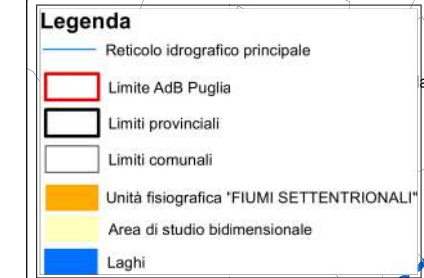 Legenda
Reticolo idrografico principale
Limite AdB Puglia
Limiti provinciali
Limiti comunali
Unità fisiografica "FIUMI SETTENTRIONALI"
Area di studio bidimensionale
Laghi